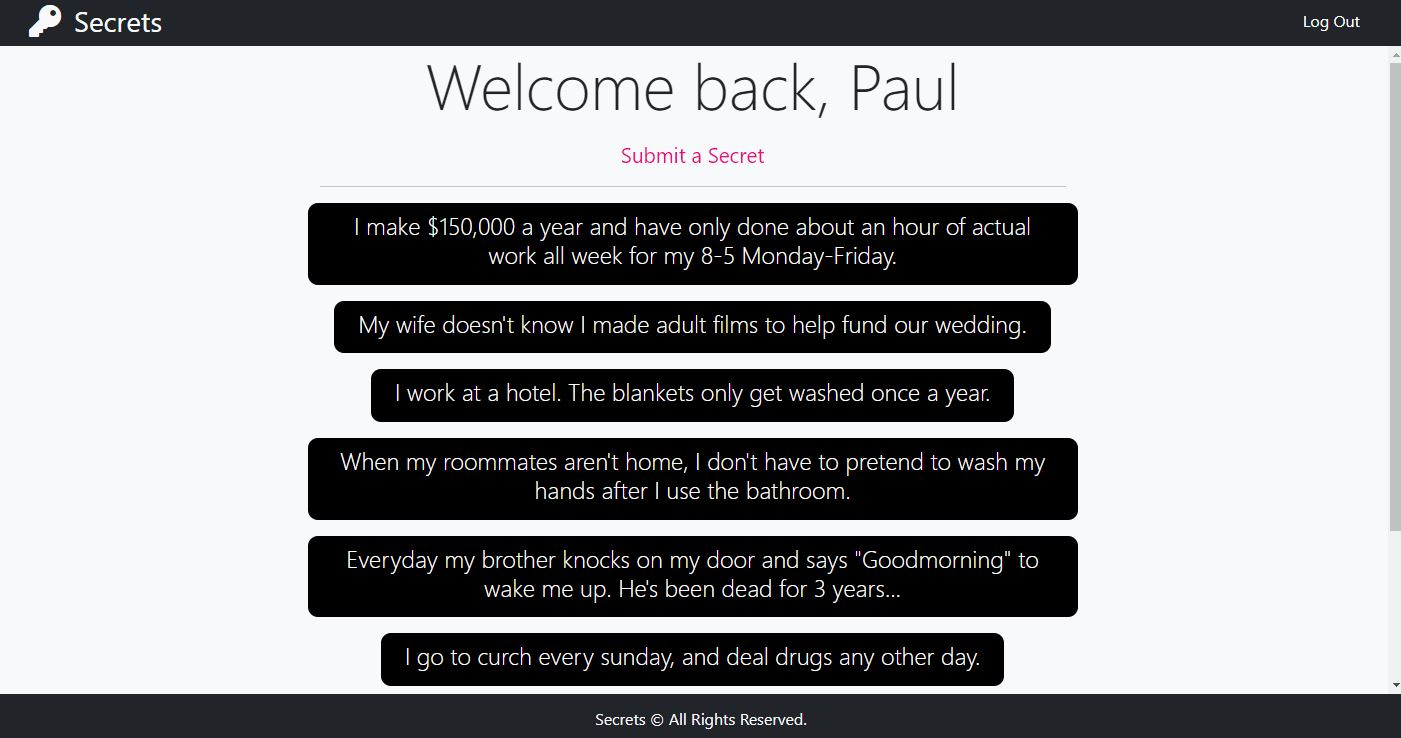 Secrets
Log Out
Welcome back, Paul
Submit a Secret
I make $150,000 a year and have only done about an hour of actual
work all week for my 8-5 Monday-Friday.
My wife doesn't know I made adult films to help fund our wedding.
I work at a hotel. The blankets only get washed once a year.
When my roommates aren't home, I don't have to pretend to wash my
hands after I use the bathroom.
Everyday my brother knocks on my door and says "Goodmorning" to
wake me up. He's been dead for 3 years...
I go to curch every sunday, and deal drugs any other day.
Secrets © All Rights Reserved.